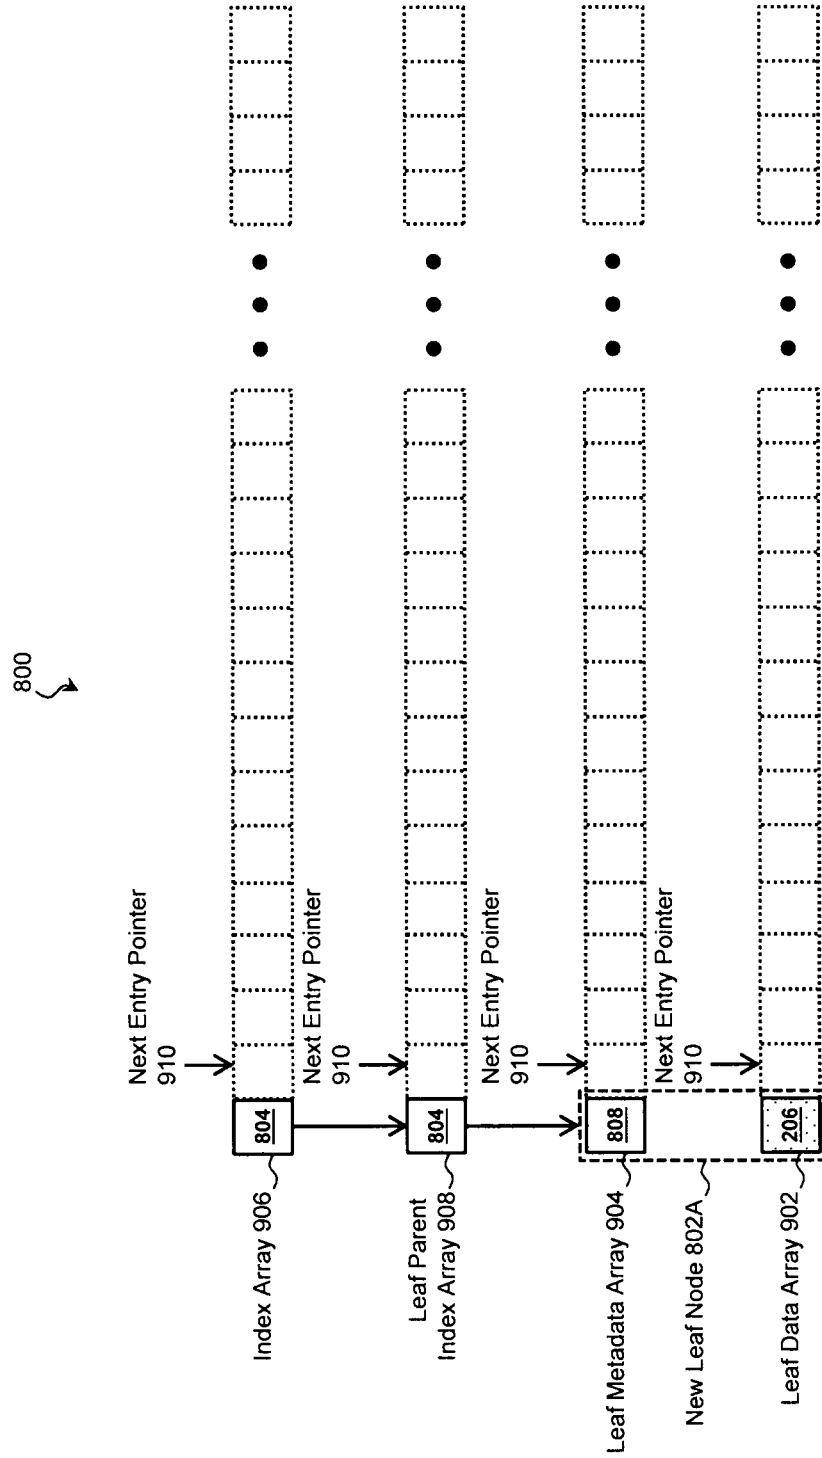 800
Next Entry Pointer
910
804
Index Array 906
Next Entry Pointer
910
804
Leaf Parent
Index Array 908
Next Entry Pointer
910
808
Leaf Metadata Array 904
New Leaf Node 802A
Next Entry Pointer
910
206
Leaf Data Array 902